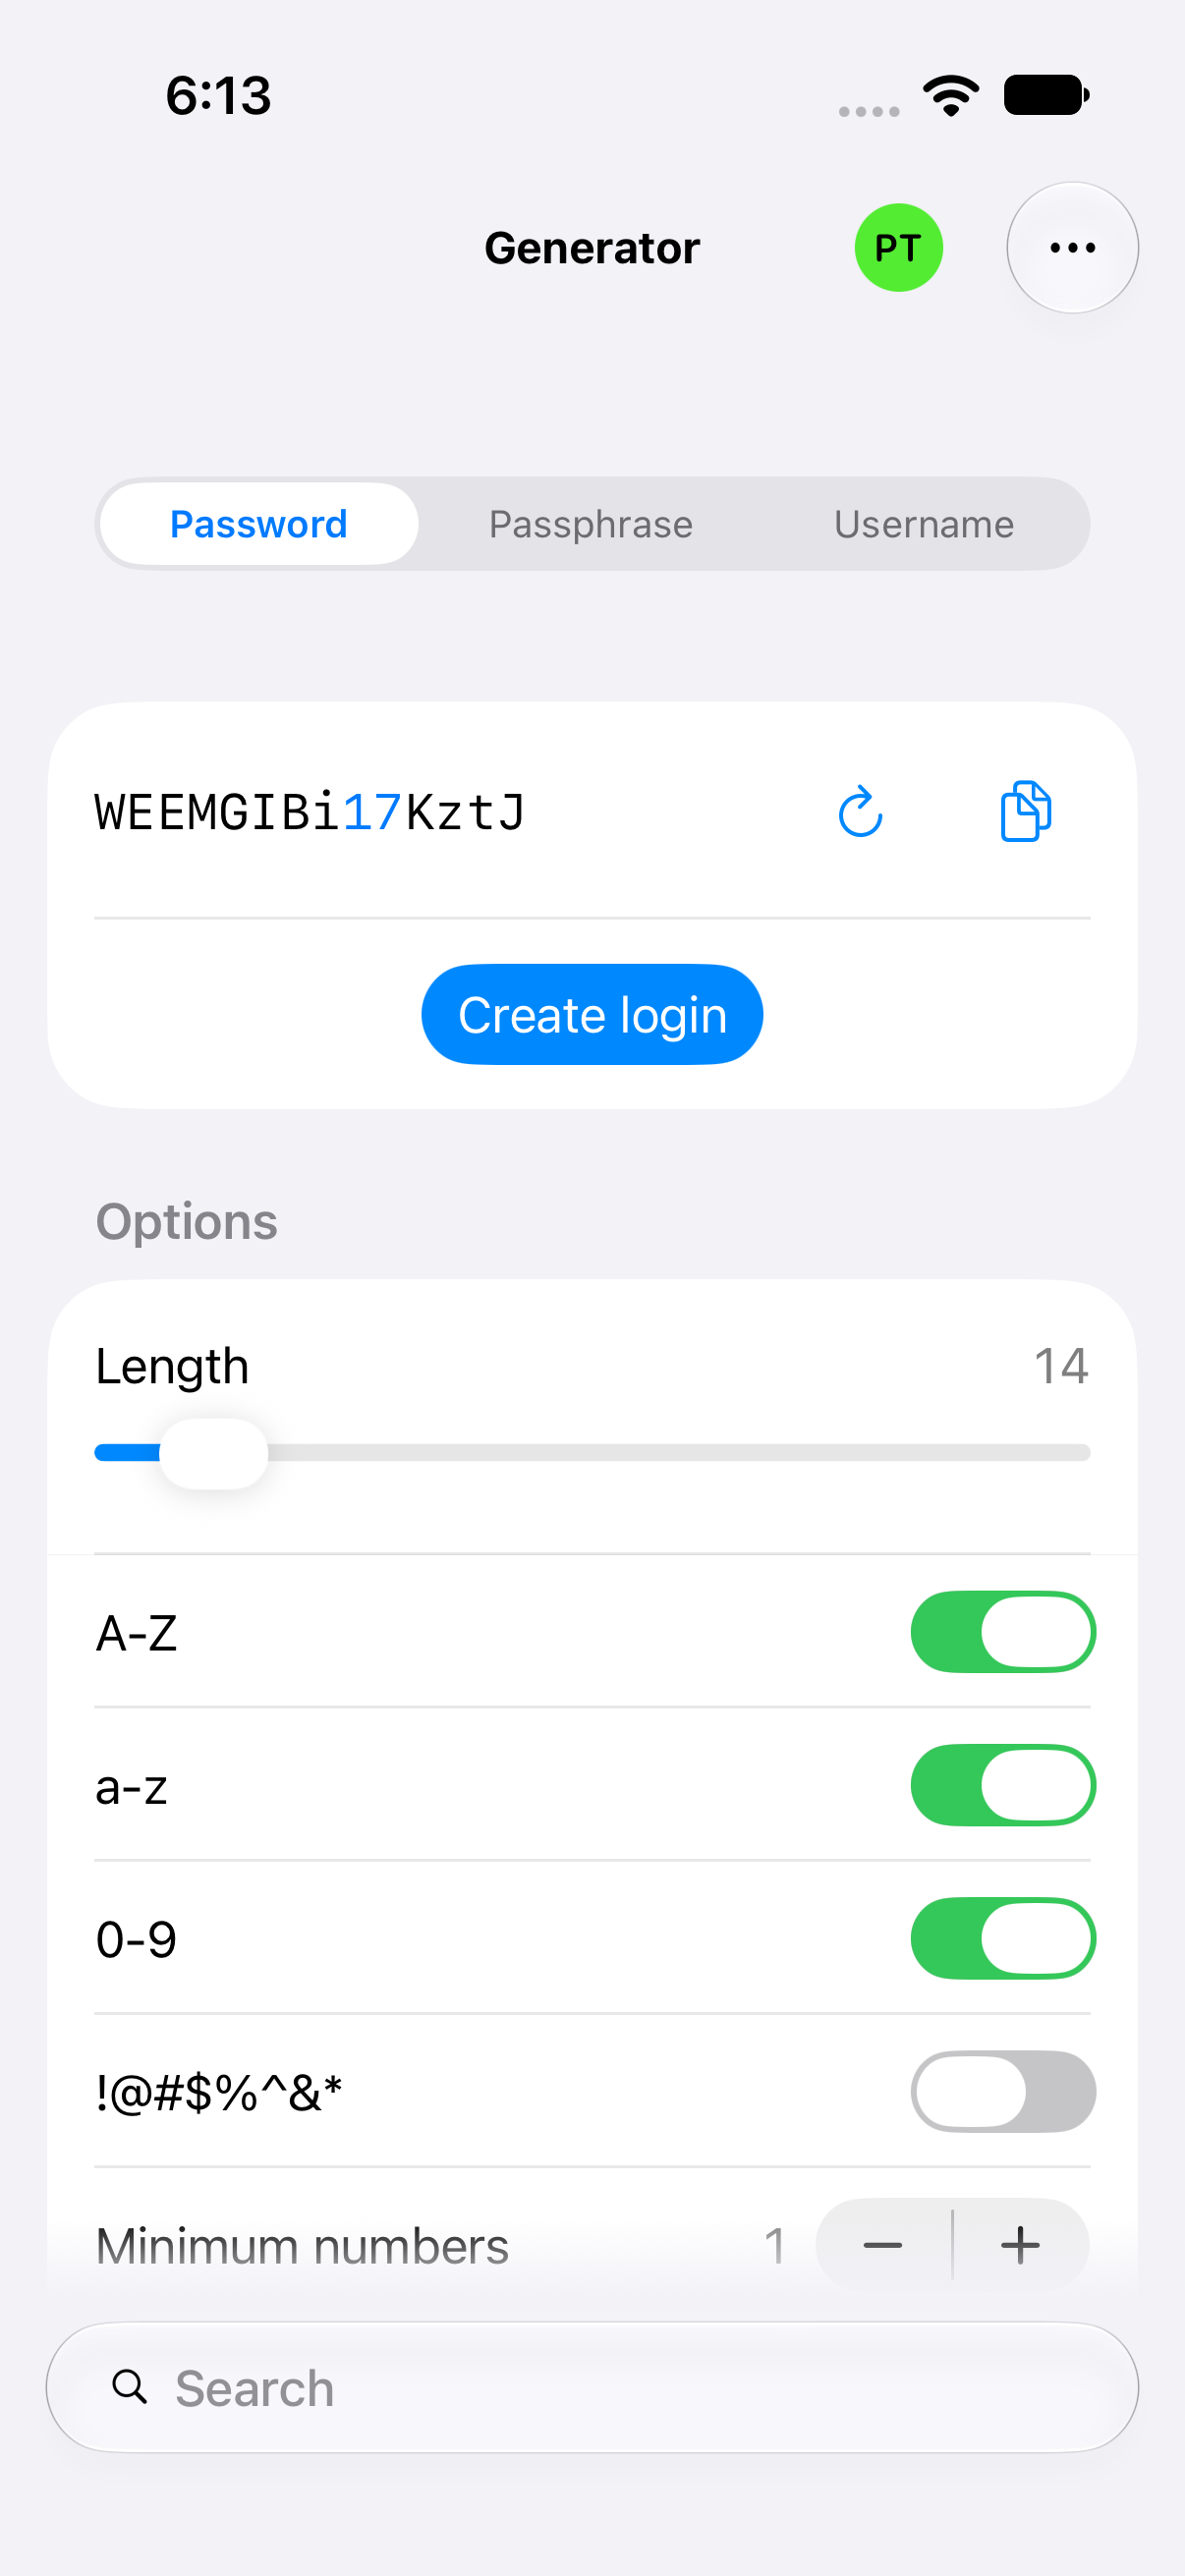 6:13
Generator
PT
Password Passphrase Username
WEEMGIBi17KztJ
Create login
Options
Length 14
A-Z
a-z
0-9
!@#$%^&*
Minimum numbers 1
Search